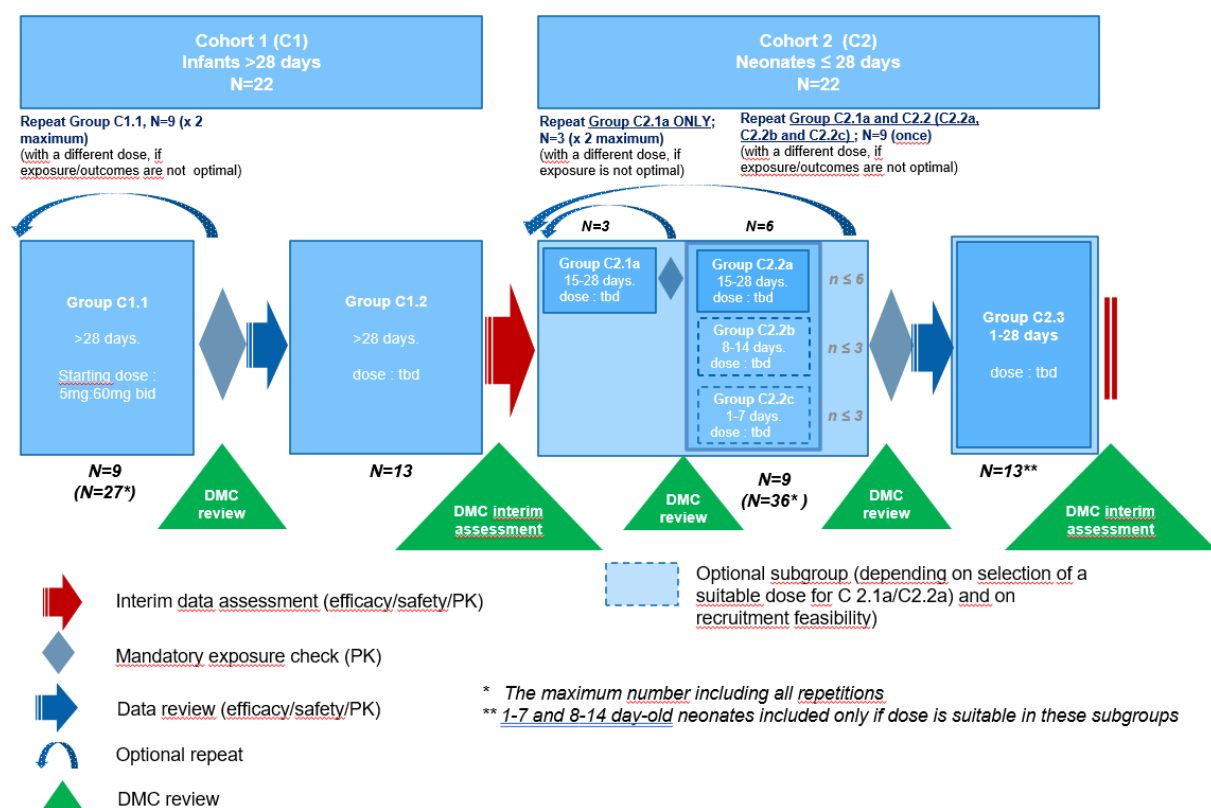 Cohort 1 (C1)
Infants >28 days
N=22
Cohort 2 (C2)
Neonates ≤ 28 days
N=22
Repeat Group C1.1, N=9 (x 2
maximum)
(with a different dose, if
exposure/outcomes are not optimal)
Repeat Group C2.1a ONLY;
N=3 (x 2 maximum)
(with a different dose, if
exposure is not optimal)
Repeat Group C2.1a and C2.2 (C2.2a,
C2.2b and C2.2c) ; N=9 (once)
(with a different dose, if
exposure/outcomes are not optimal)
N=3
N=6
Group C1.1
>28 days.
Starting dose :
5mg:60mg bid
Group C1.2
>28 days.
dose : tbd
Group C2.1a
15-28 days.
dose : tbd
Group C2.2a
15-28 days.
dose : tbd
n ≤ 6
Group C2.2b
8-14 days.
dose : tbd
n ≤ 3
Group C2.2c
1-7 days.
dose : tbd
n ≤ 3
Group C2.3
1-28 days
dose : tbd
N=9
(N=27*)
DMC
review
N=13
DMC interim
assessment
DMC
review
N=9
(N=36* )
DMC
review
N=13**
DMC interim
assessment
Interim data assessment (efficacy/safety/PK)
Mandatory exposure check (PK)
Data review (efficacy/safety/PK)
Optional repeat
DMC review
Optional subgroup (depending on selection of a
suitable dose for C 2.1a/C2.2a) and on
recruitment feasibility)
* The maximum number including all repetitions
** 1-7 and 8-14 day-old neonates included only if dose is suitable in these subgroups